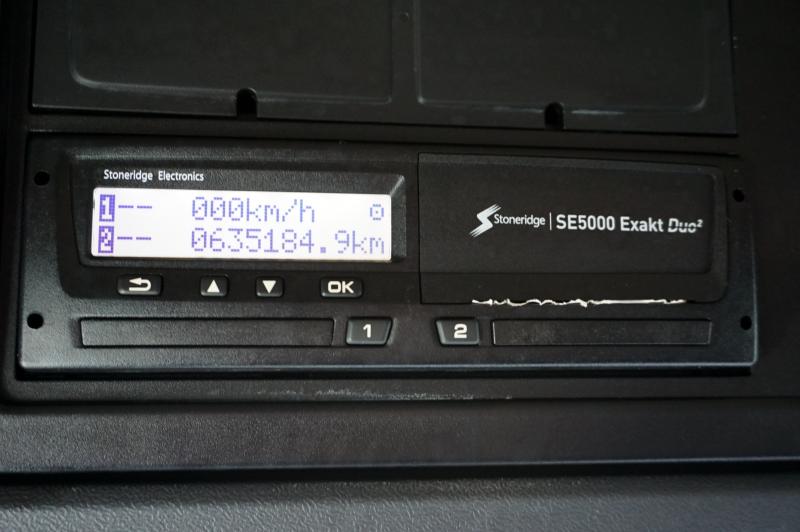 Stoneridge Electronics
1-- 000km/h
2-- 0635184.9km
Stoneridge | SE5000 Exakt Duo²
OK
1 2